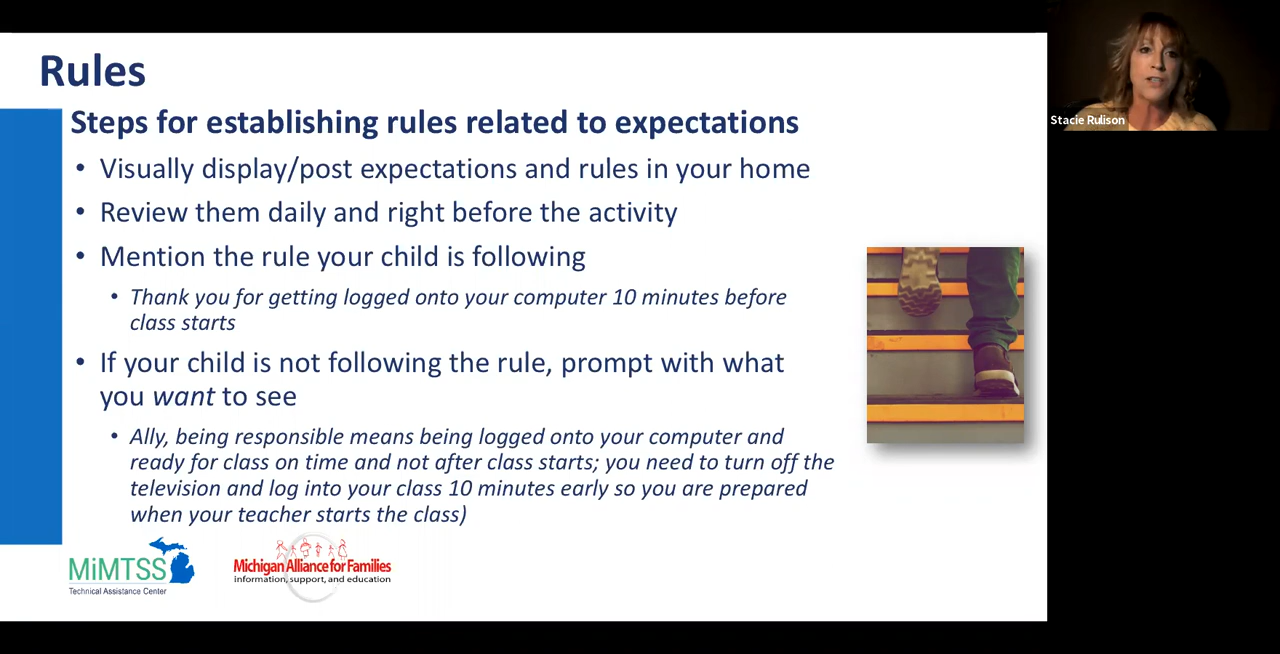 Rules
Steps for establishing rules related to expectations
• Visually display/post expectations and rules in your home
• Review them daily and right before the activity
• Mention the rule your child is following
• Thank you for getting logged onto your computer 10 minutes before
class starts
• If your child is not following the rule, prompt with what
you want to see
• Ally, being responsible means being logged onto your computer and
ready for class on time and not after class starts; you need to turn off the
television and log into your class 10 minutes early so you are prepared
when your teacher starts the class)
MiMTSS
Technical Assistance Center
Michigan Alliance for Families
information, support, and education
Stacie Rulison